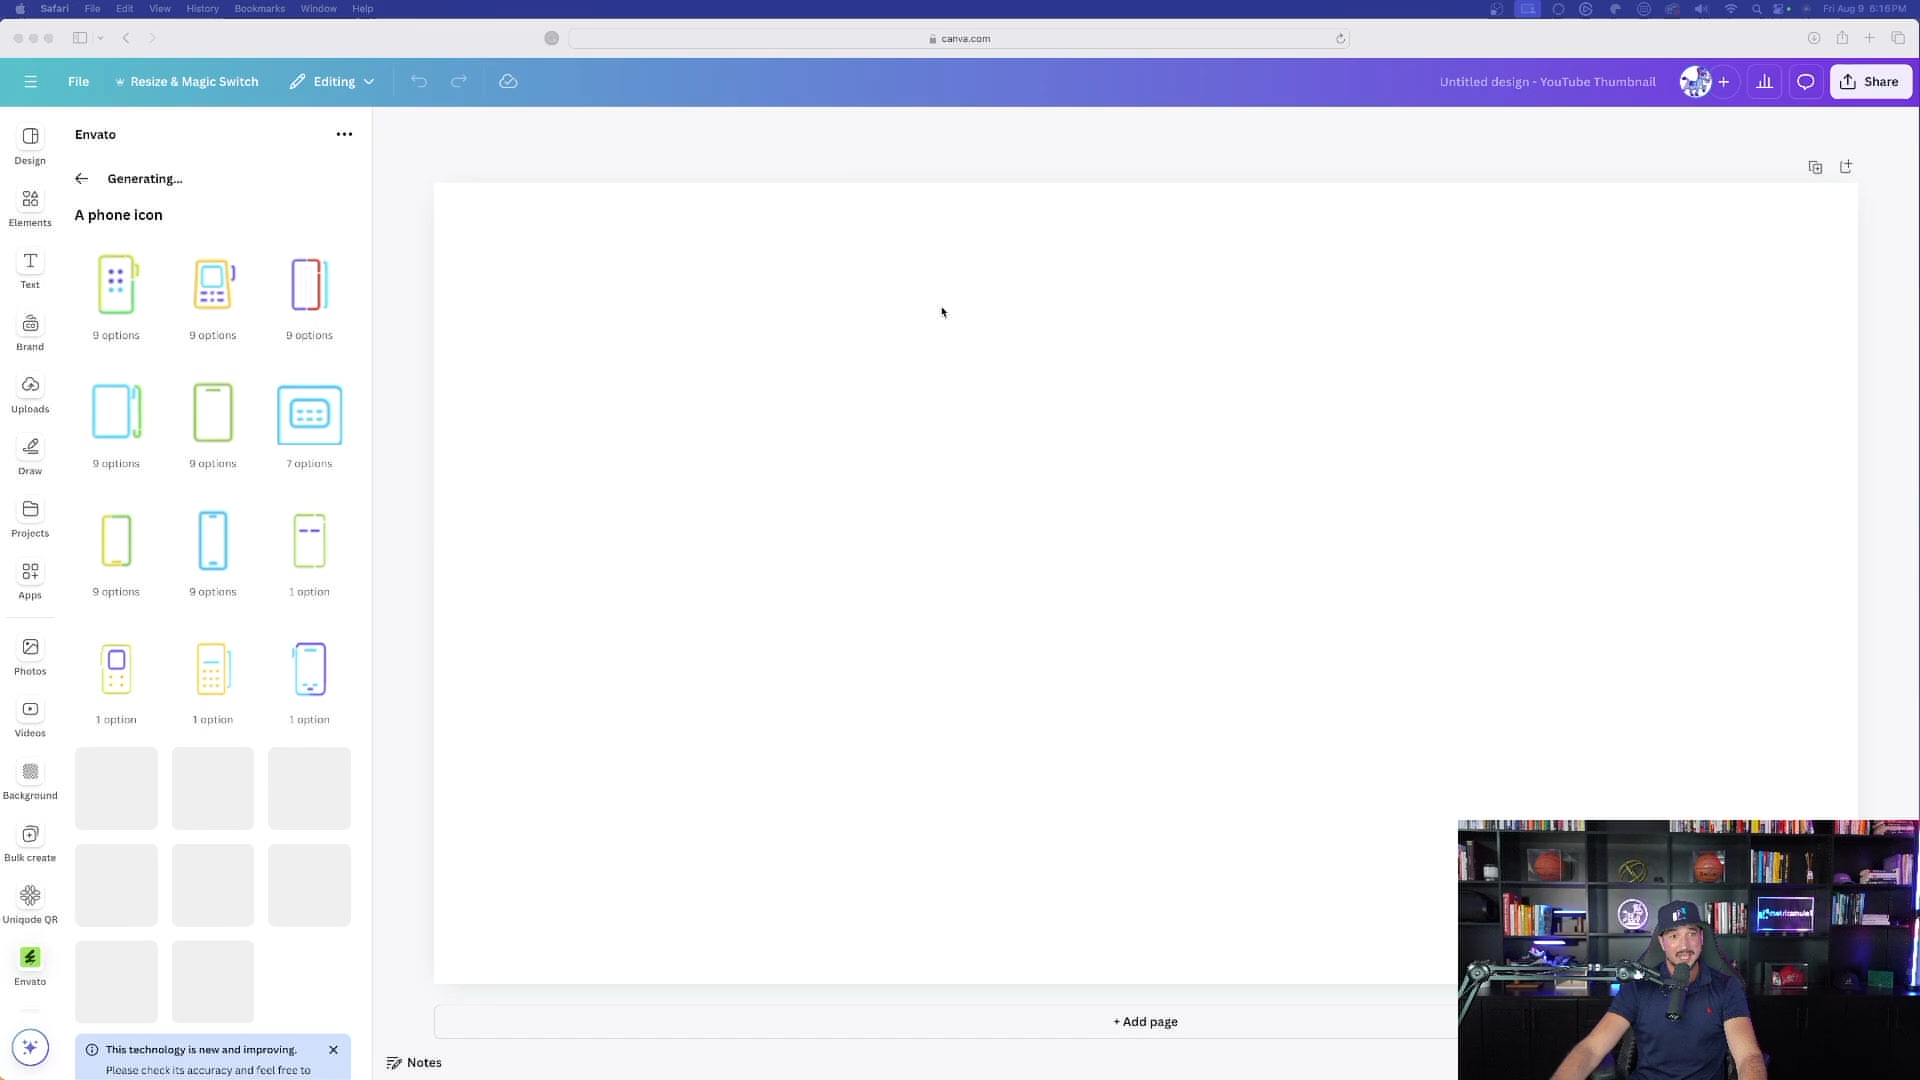 Safari File Edit View History Bookmarks Window Help
Fri Aug 9 6:16 PM
canva.com
File Resize & Magic Switch Editing
Untitled design - YouTube Thumbnail
Share
Design
Elements
Text
Brand
Uploads
Draw
Projects
Apps
Photos
Videos
Background
Bulk create
Uniqode QR
Envato
Envato
Generating...
A phone icon
9 options 9 options 9 options
9 options 9 options 7 options
9 options 9 options 1 option
1 option 1 option 1 option
This technology is new and improving.
Please check its accuracy and feel free to
+ Add page
Notes